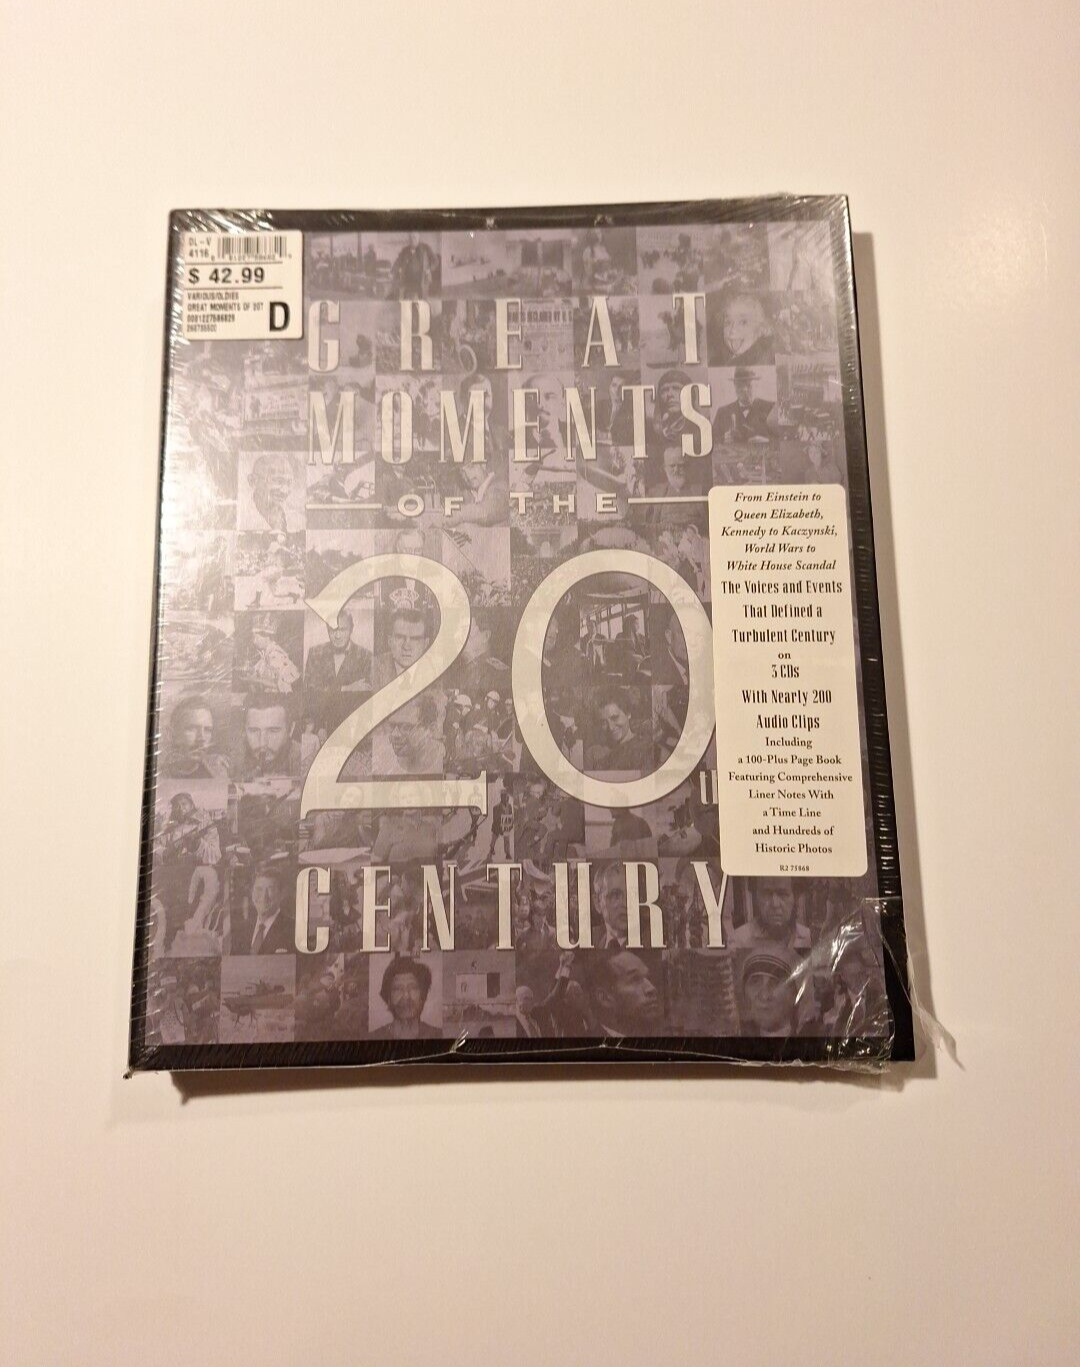 DL-V
4116
$ 42.99
VARIOUS/OLDIES
GREAT MOMENTS OF 20T
D
GREAT
MOMENTS
OF THE
20
CENTURY
From Einstein to
Queen Elizabeth,
Kennedy to Kaczynski,
World Wars to
White House Scandal
The Voices and Events
That Defined a
Turbulent Century
on
3 CDs
With Nearly 200
Audio Clips
Including
a 100-Plus Page Book
Featuring Comprehensive
Liner Notes With
a Time Line
and Hundreds of
Historic Photos
R2 75868